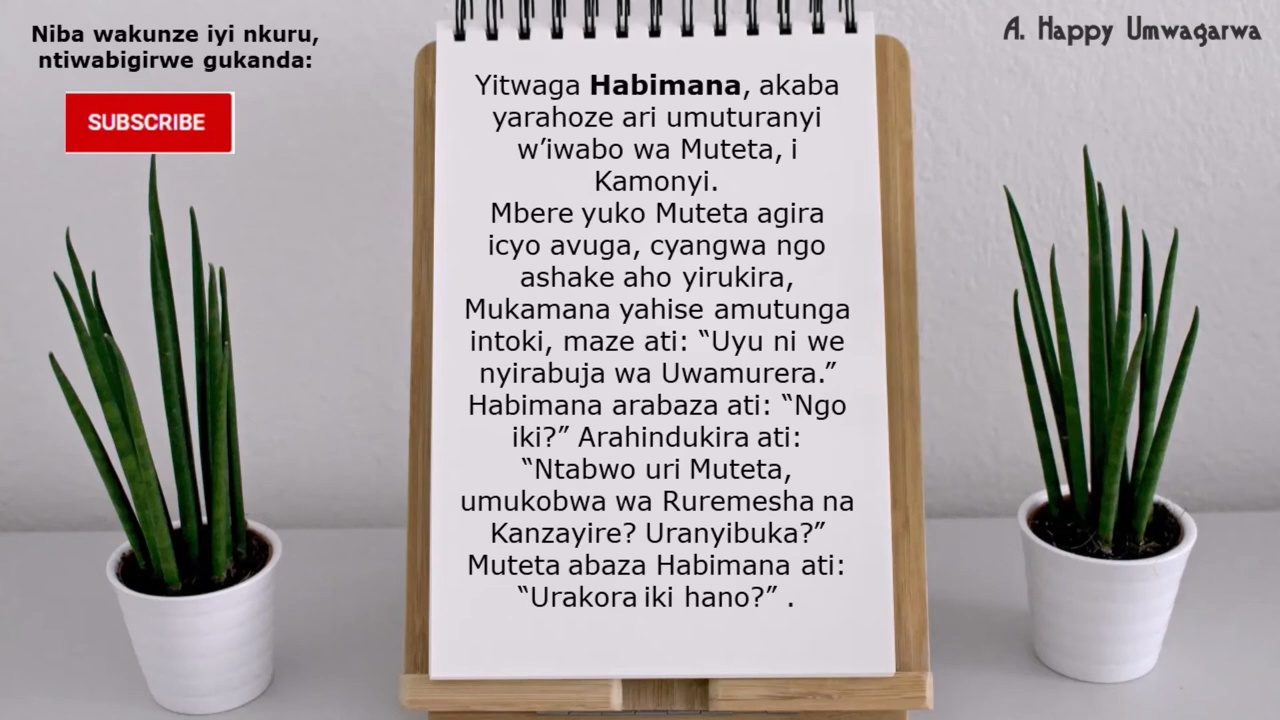 Niba wakunze iyi nkuru,
ntiwabigirwe gukanda:
SUBSCRIBE
A. Happy Umwagarwa
Yitwaga Habimana, akaba
yarahoze ari umuturanyi
w’iwabo wa Muteta, i
Kamonyi.
Mbere yuko Muteta agira
icyo avuga, cyangwa ngo
ashake aho yirukira,
Mukamana yahise amutunga
intoki, maze ati: “Uyu ni we
nyirabuja wa Uwamurera.”
Habimana arabaza ati: “Ngo
iki?” Arahindukira ati:
“Ntabwo uri Muteta,
umukobwa wa Ruremesha na
Kanzayire? Uranyibuka?”
Muteta abaza Habimana ati:
“Urakora iki hano?” .